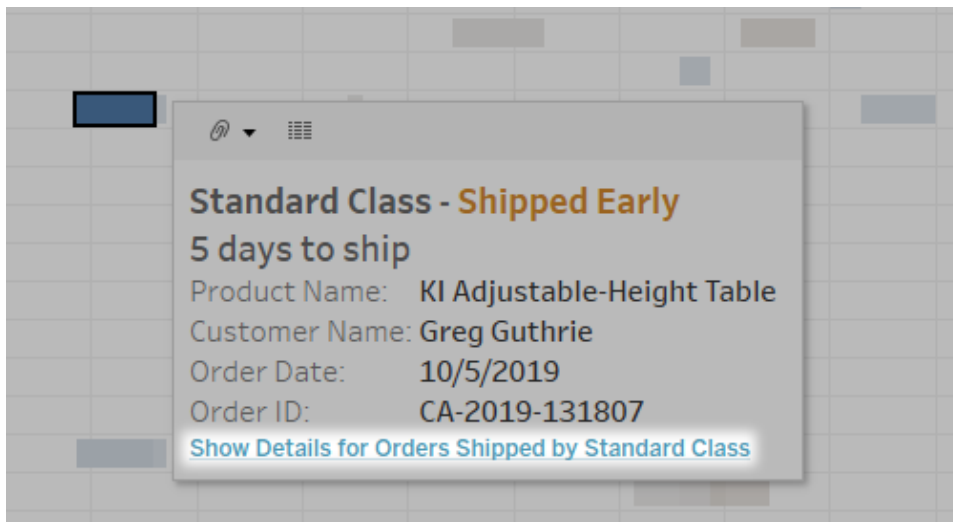 Standard Class - Shipped Early
5 days to ship
Product Name: KI Adjustable-Height Table
Customer Name: Greg Guthrie
Order Date: 10/5/2019
Order ID: CA-2019-131807
Show Details for Orders Shipped by Standard Class